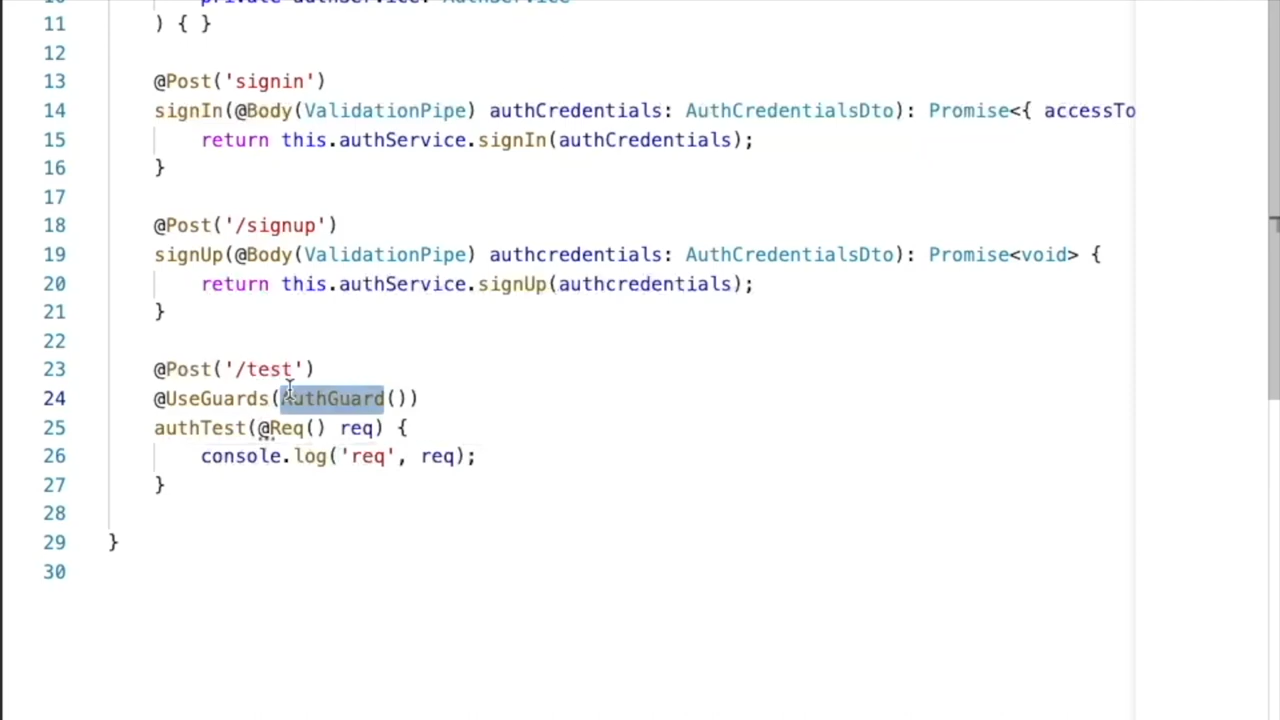 11 ) { }
12
13 @Post('signin')
14 signIn(@Body(ValidationPipe) authCredentials: AuthCredentialsDto): Promise<{ accessTo
15 return this.authService.signIn(authCredentials);
16 }
17
18 @Post('/signup')
19 signUp(@Body(ValidationPipe) authcredentials: AuthCredentialsDto): Promise<void> {
20 return this.authService.signUp(authcredentials);
21 }
22
23 @Post('/test')
24 @UseGuards(AuthGuard())
25 authTest(@Req() req) {
26 console.log('req', req);
27 }
28
29 }
30